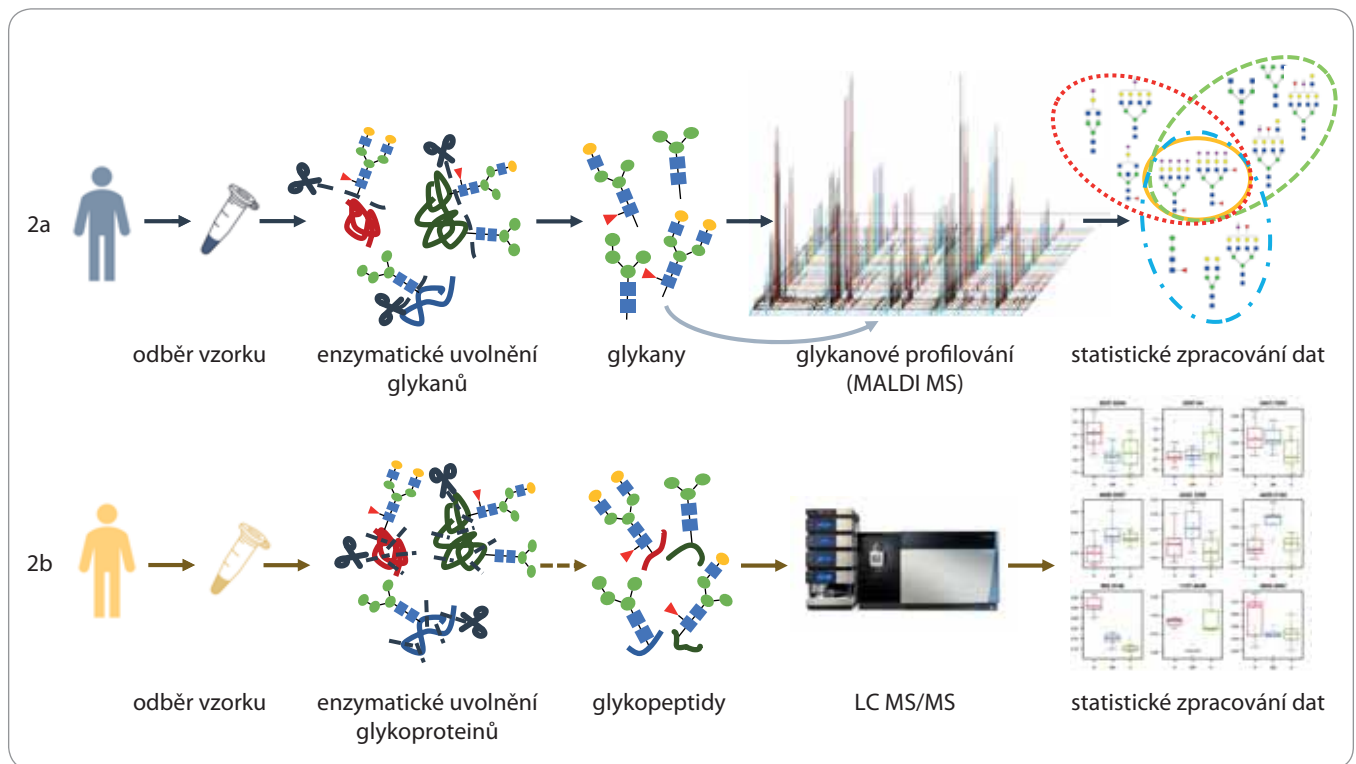 2a
odběr vzorku
enzymatické uvolnění
glykanů
glykany
glykanové profilování
(MALDI MS)
statistické zpracování dat
2b
odběr vzorku
enzymatické uvolnění
glykoproteinů
glykopeptidy
LC MS/MS
statistické zpracování dat